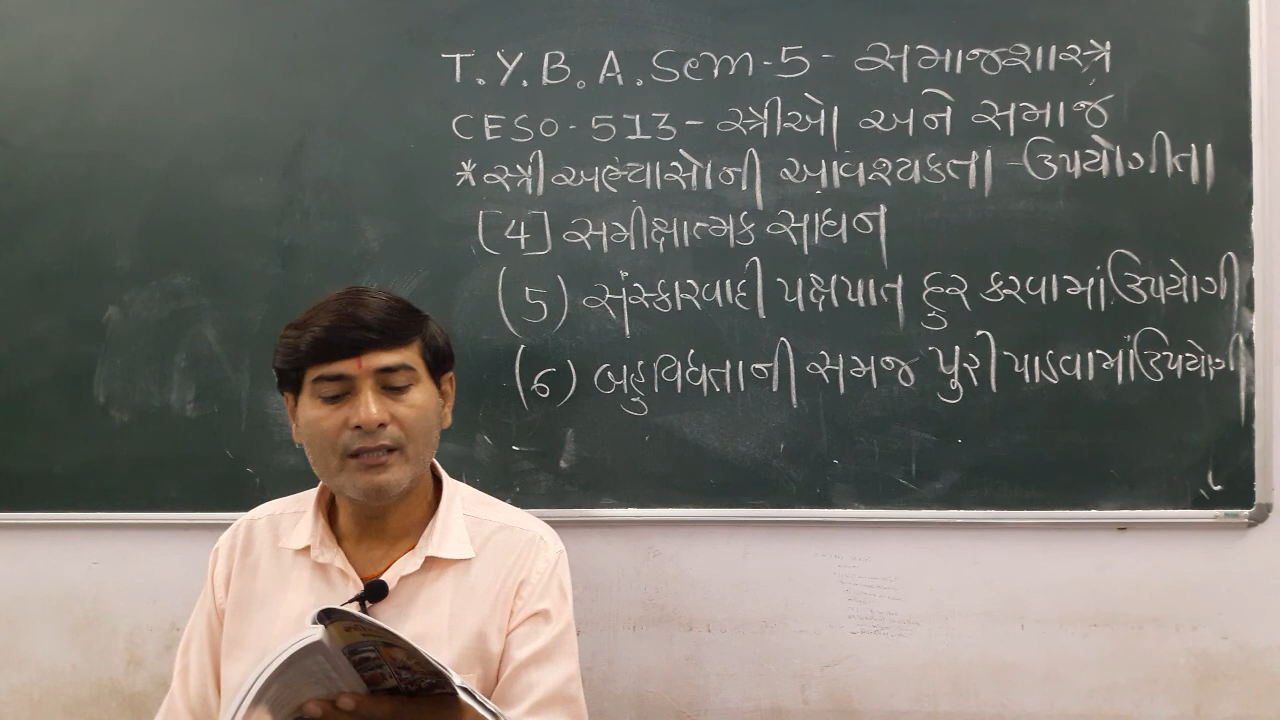 T.Y.B.A. Sem-5 - સમાજશાસ્ત્ર
CESO-513 - સ્ત્રીઓ અને સમાજ
* સ્ત્રી અભ્યાસોની આવશ્યકતા - ઉપયોગીતા
[4] સમીક્ષાત્મક સાધન
(5) સંસ્કારવાદી પક્ષપાત દુર કરવામાં ઉપયોગી
(6) બહુવિધતાની સમજ પુરી પાડવામાં ઉપયોગી